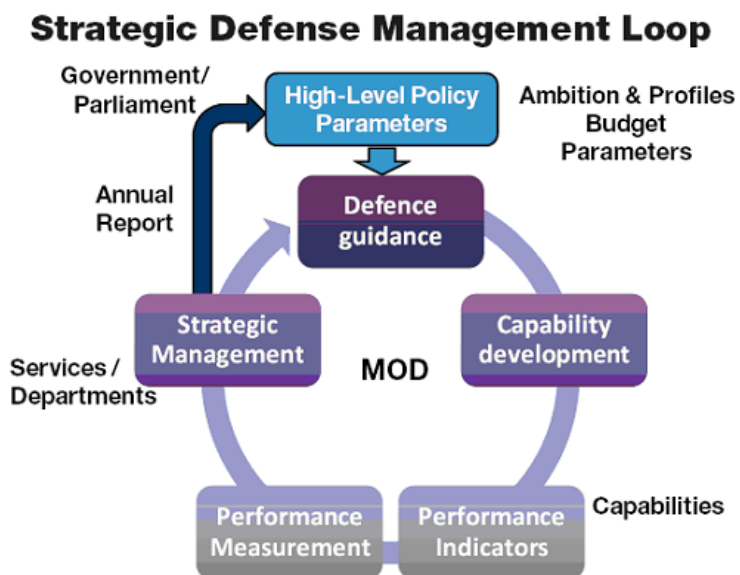 Strategic Defense Management Loop
Government/
Parliament
High-Level Policy
Parameters
Ambition & Profiles
Budget
Parameters
Annual
Report
Defence
guidance
Strategic
Management
Capability
development
Services /
Departments
MOD
Performance
Measurement
Performance
Indicators
Capabilities